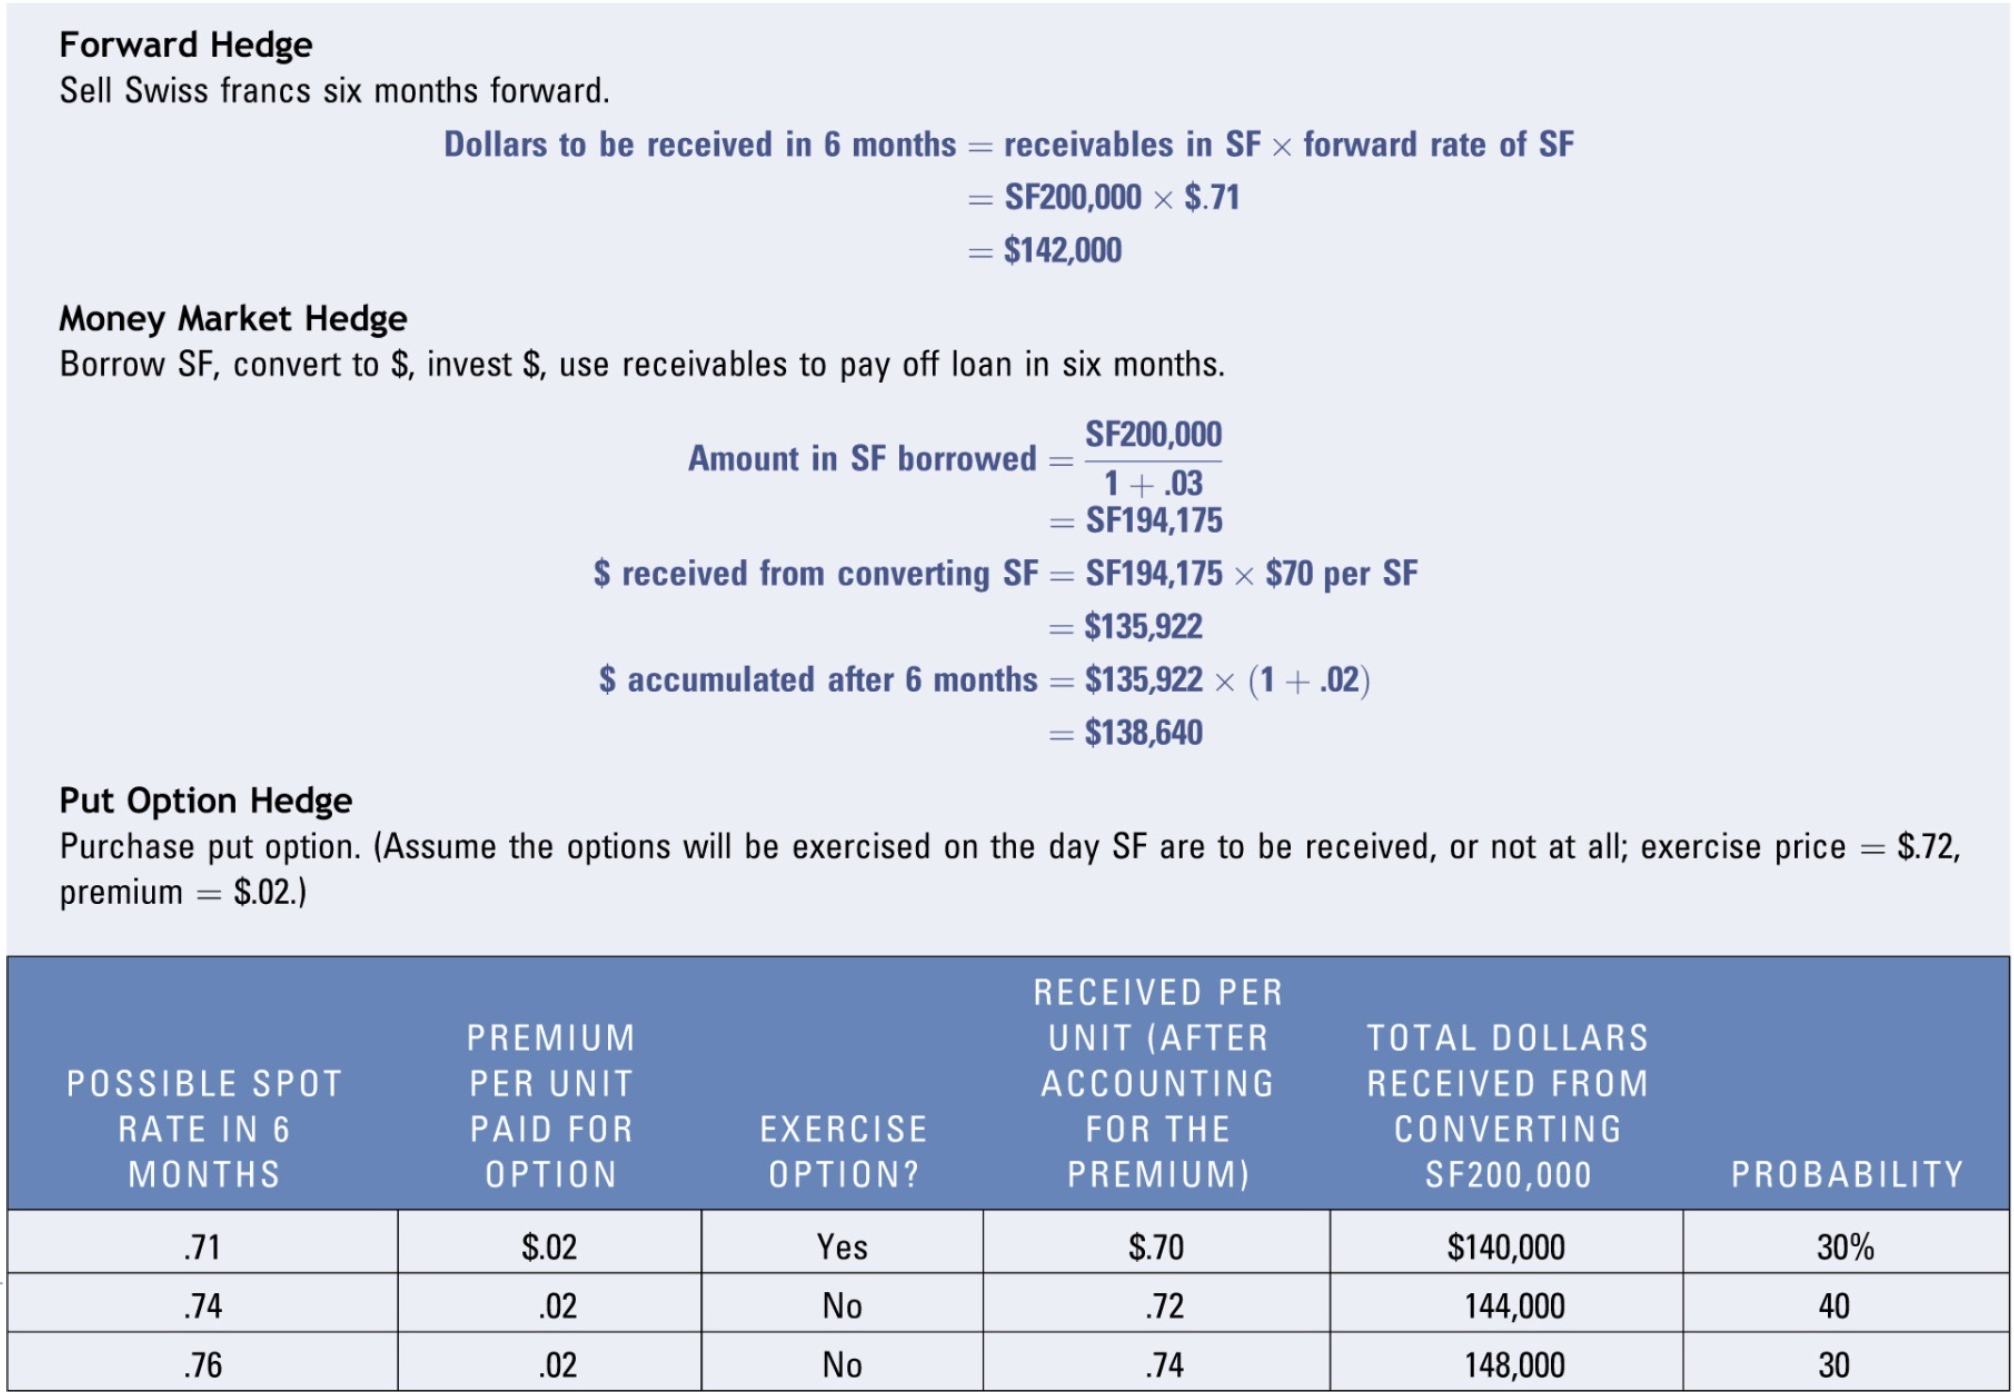 Forward Hedge
Sell Swiss francs six months forward.
Dollars to be received in 6 months = receivables in SF × forward rate of SF
= SF200,000 × $.71
= $142,000
Money Market Hedge
Borrow SF, convert to $, invest $, use receivables to pay off loan in six months.
Amount in SF borrowed = SF200,000 / 1 + .03
= SF194,175
$ received from converting SF = SF194,175 × $70 per SF
= $135,922
$ accumulated after 6 months = $135,922 × (1 + .02)
= $138,640
Put Option Hedge
Purchase put option. (Assume the options will be exercised on the day SF are to be received, or not at all; exercise price = $.72,
premium = $.02.)
POSSIBLE SPOT
RATE IN 6
MONTHS
PREMIUM
PER UNIT
PAID FOR
OPTION
EXERCISE
OPTION?
RECEIVED PER
UNIT (AFTER
ACCOUNTING
FOR THE
PREMIUM)
TOTAL DOLLARS
RECEIVED FROM
CONVERTING
SF200,000
PROBABILITY
.71 $.02 Yes $.70 $140,000 30%
.74 .02 No .72 144,000 40
.76 .02 No .74 148,000 30